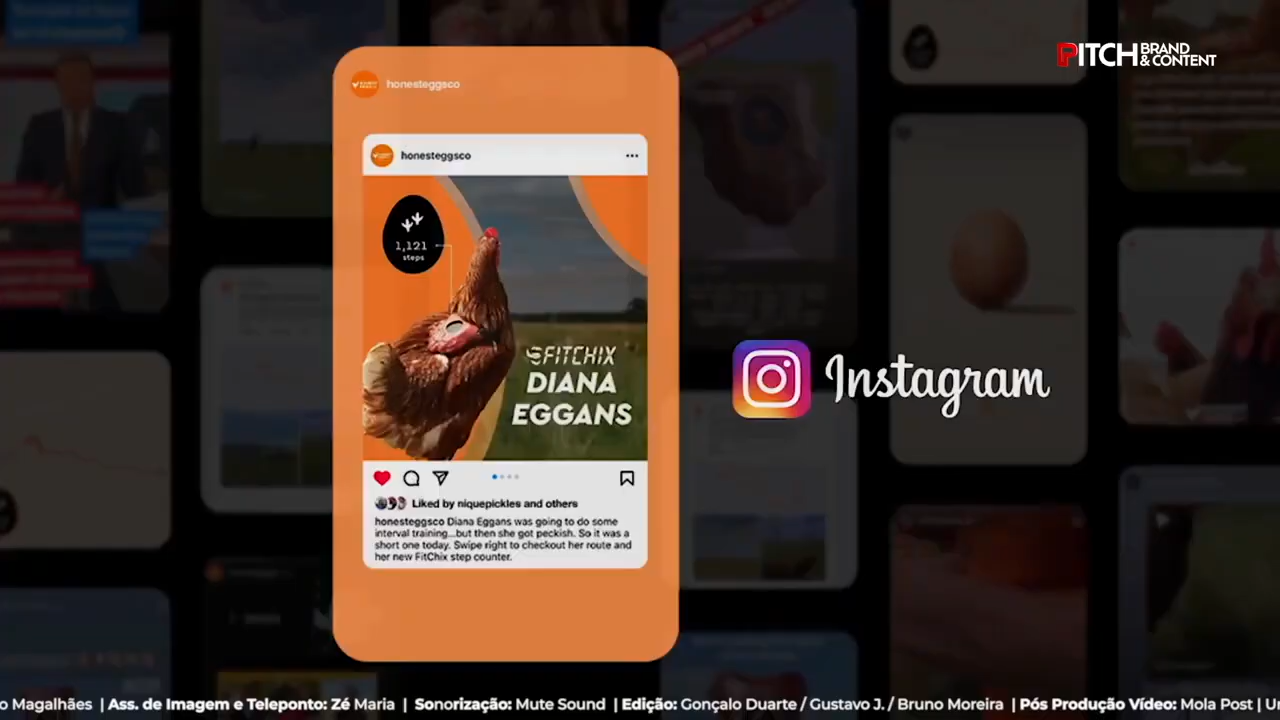 PITCH BRAND & CONTENT
honesteggsco
honesteggsco
1,121
steps
FITCHIX
DIANA
EGGANS
Instagram
Liked by niquepickles and others
honesteggsco Diana Eggans was going to do some
interval training...but then she got peckish. So it was a
short one today. Swipe right to checkout her route and
her new FitChix step counter.
o Magalhães | Ass. de Imagem e Teleponto: Zé Maria | Sonorização: Mute Sound | Edição: Gonçalo Duarte / Gustavo J. / Bruno Moreira | Pós Produção Vídeo: Mola Post | U